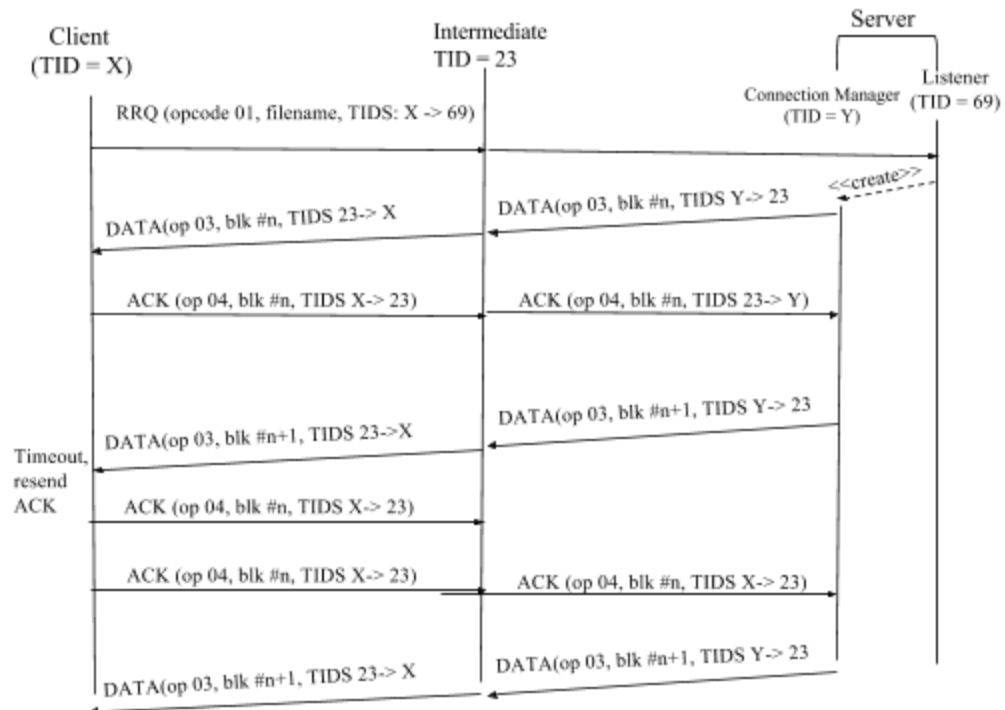 Client
(TID = X)
Intermediate
TID = 23
Server
Listener
(TID = 69)
Connection Manager
(TID = Y)
RRQ (opcode 01, filename, TIDS: X -> 69)
<<create>>
DATA(op 03, blk #n, TIDS Y-> 23
DATA(op 03, blk #n, TIDS 23-> X
ACK (op 04, blk #n, TIDS X-> 23)
ACK (op 04, blk #n, TIDS 23-> Y)
DATA(op 03, blk #n+1, TIDS Y-> 23
DATA(op 03, blk #n+1, TIDS 23->X
Timeout,
resend
ACK
ACK (op 04, blk #n, TIDS X-> 23)
ACK (op 04, blk #n, TIDS X-> 23)
ACK (op 04, blk #n, TIDS X-> 23)
DATA(op 03, blk #n+1, TIDS Y-> 23
DATA(op 03, blk #n+1, TIDS 23-> X